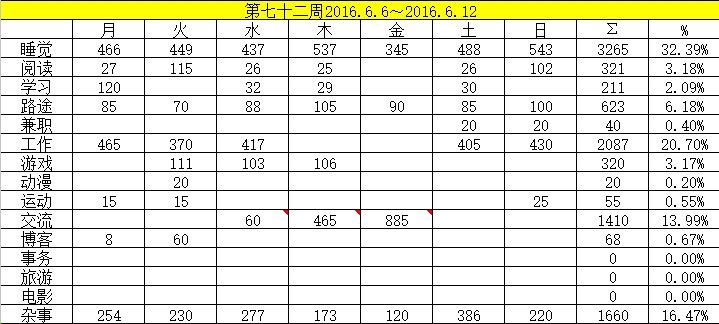 第七十二周2016.6.6～2016.6.12
月 火 水 木 金 土 日 Σ %
睡觉 466 449 437 537 345 488 543 3265 32.39%
阅读 27 115 26 25 26 102 321 3.18%
学习 120 32 29 30 211 2.09%
路途 85 70 88 105 90 85 100 623 6.18%
兼职 20 20 40 0.40%
工作 465 370 417 405 430 2087 20.70%
游戏 111 103 106 320 3.17%
动漫 20 20 0.20%
运动 15 15 25 55 0.55%
交流 60 465 885 1410 13.99%
博客 8 60 68 0.67%
事务 0 0.00%
旅游 0 0.00%
电影 0 0.00%
杂事 254 230 277 173 120 386 220 1660 16.47%